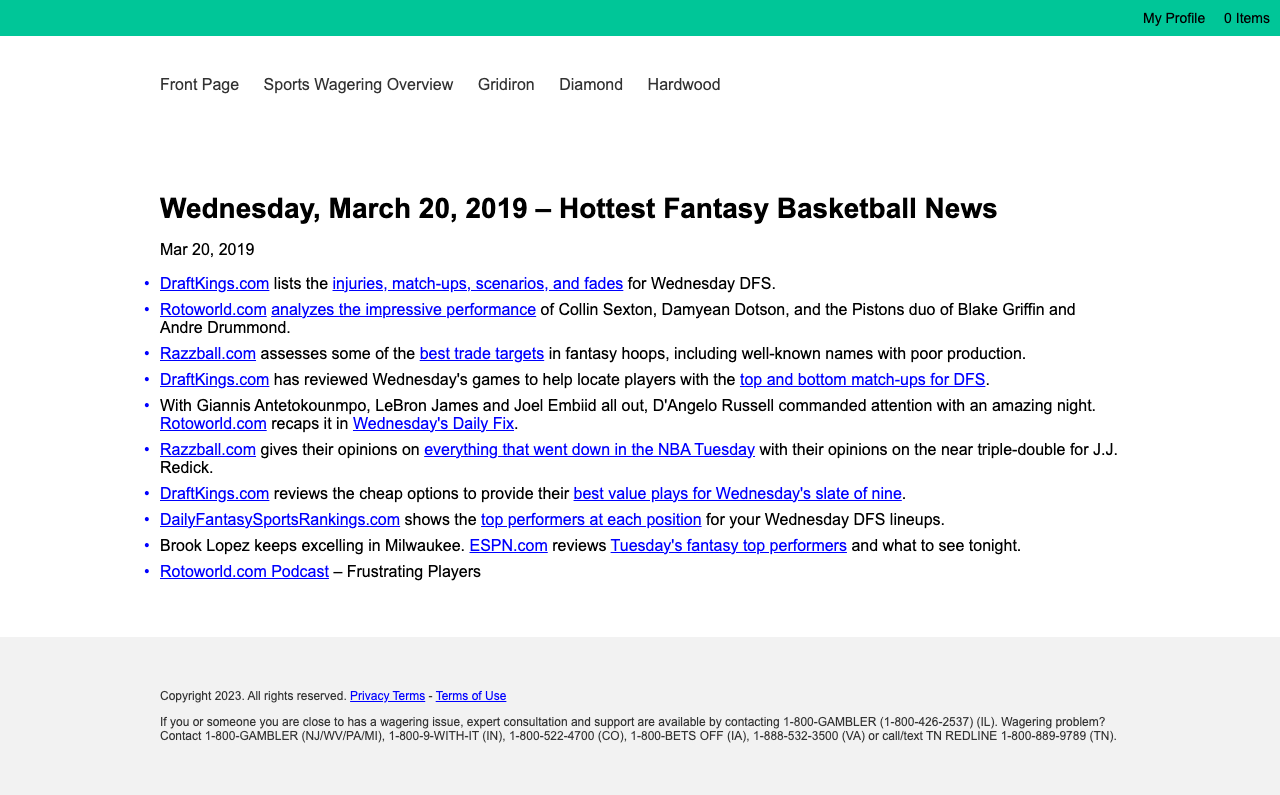 My Profile 0 Items
Front Page Sports Wagering Overview Gridiron Diamond Hardwood
Wednesday, March 20, 2019 – Hottest Fantasy Basketball News
Mar 20, 2019
• DraftKings.com lists the injuries, match-ups, scenarios, and fades for Wednesday DFS.
• Rotoworld.com analyzes the impressive performance of Collin Sexton, Damyean Dotson, and the Pistons duo of Blake Griffin and
Andre Drummond.
• Razzball.com assesses some of the best trade targets in fantasy hoops, including well-known names with poor production.
• DraftKings.com has reviewed Wednesday's games to help locate players with the top and bottom match-ups for DFS.
• With Giannis Antetokounmpo, LeBron James and Joel Embiid all out, D'Angelo Russell commanded attention with an amazing night.
Rotoworld.com recaps it in Wednesday's Daily Fix.
• Razzball.com gives their opinions on everything that went down in the NBA Tuesday with their opinions on the near triple-double for J.J.
Redick.
• DraftKings.com reviews the cheap options to provide their best value plays for Wednesday's slate of nine.
• DailyFantasySportsRankings.com shows the top performers at each position for your Wednesday DFS lineups.
• Brook Lopez keeps excelling in Milwaukee. ESPN.com reviews Tuesday's fantasy top performers and what to see tonight.
• Rotoworld.com Podcast – Frustrating Players
Copyright 2023. All rights reserved. Privacy Terms - Terms of Use
If you or someone you are close to has a wagering issue, expert consultation and support are available by contacting 1-800-GAMBLER (1-800-426-2537) (IL). Wagering problem?
Contact 1-800-GAMBLER (NJ/WV/PA/MI), 1-800-9-WITH-IT (IN), 1-800-522-4700 (CO), 1-800-BETS OFF (IA), 1-888-532-3500 (VA) or call/text TN REDLINE 1-800-889-9789 (TN).